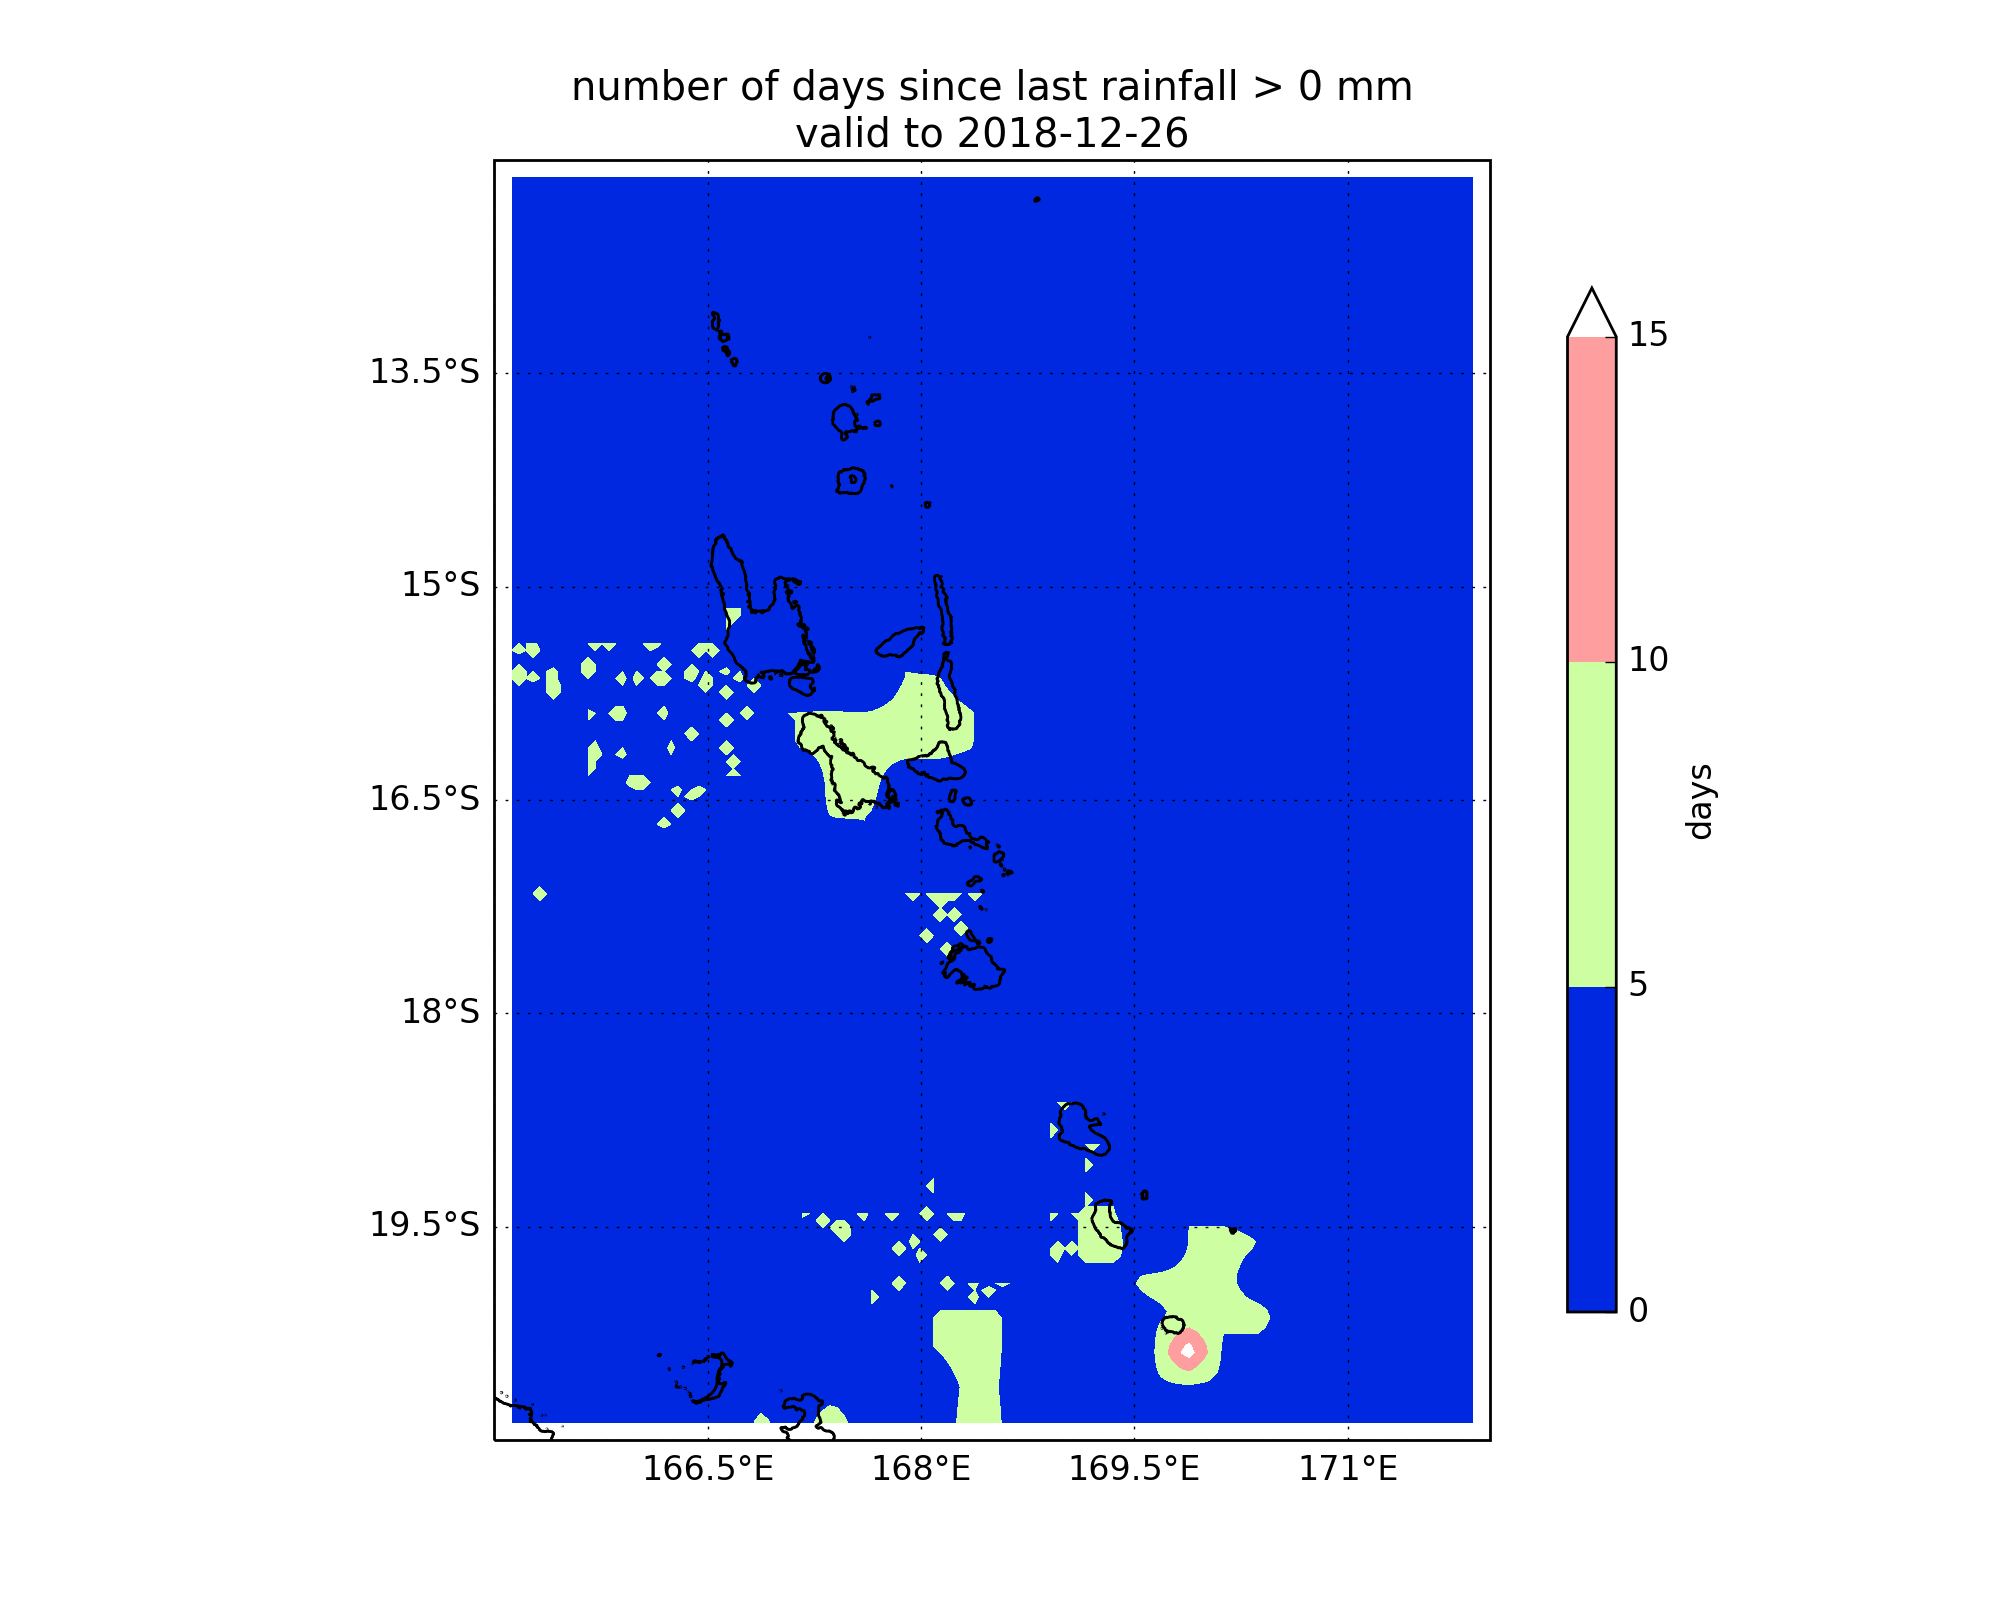 number of days since last rainfall > 0 mm
valid to 2018-12-26
13.5°S
15°S
16.5°S
18°S
19.5°S
166.5°E
168°E
169.5°E
171°E
15
10
5
0
days